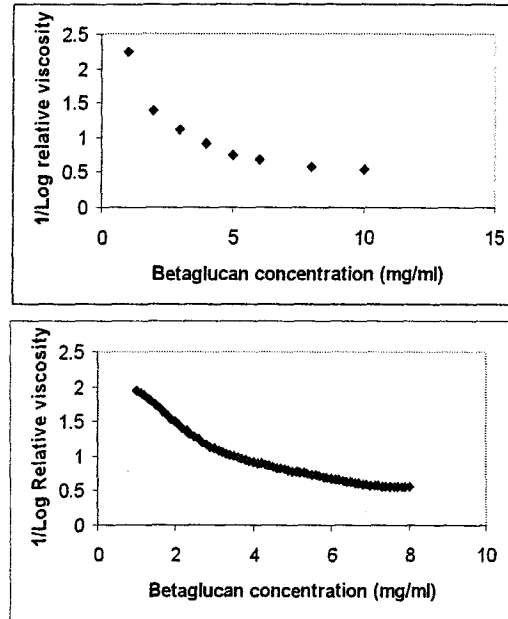 2.5
2
1.5
1
0.5
0
0 5 10 15
1/Log relative viscosity
Betaglucan concentration (mg/ml)
2.5
2
1.5
1
0.5
0
0 2 4 6 8 10
1/Log Relative viscosity
Betaglucan concentration (mg/ml)